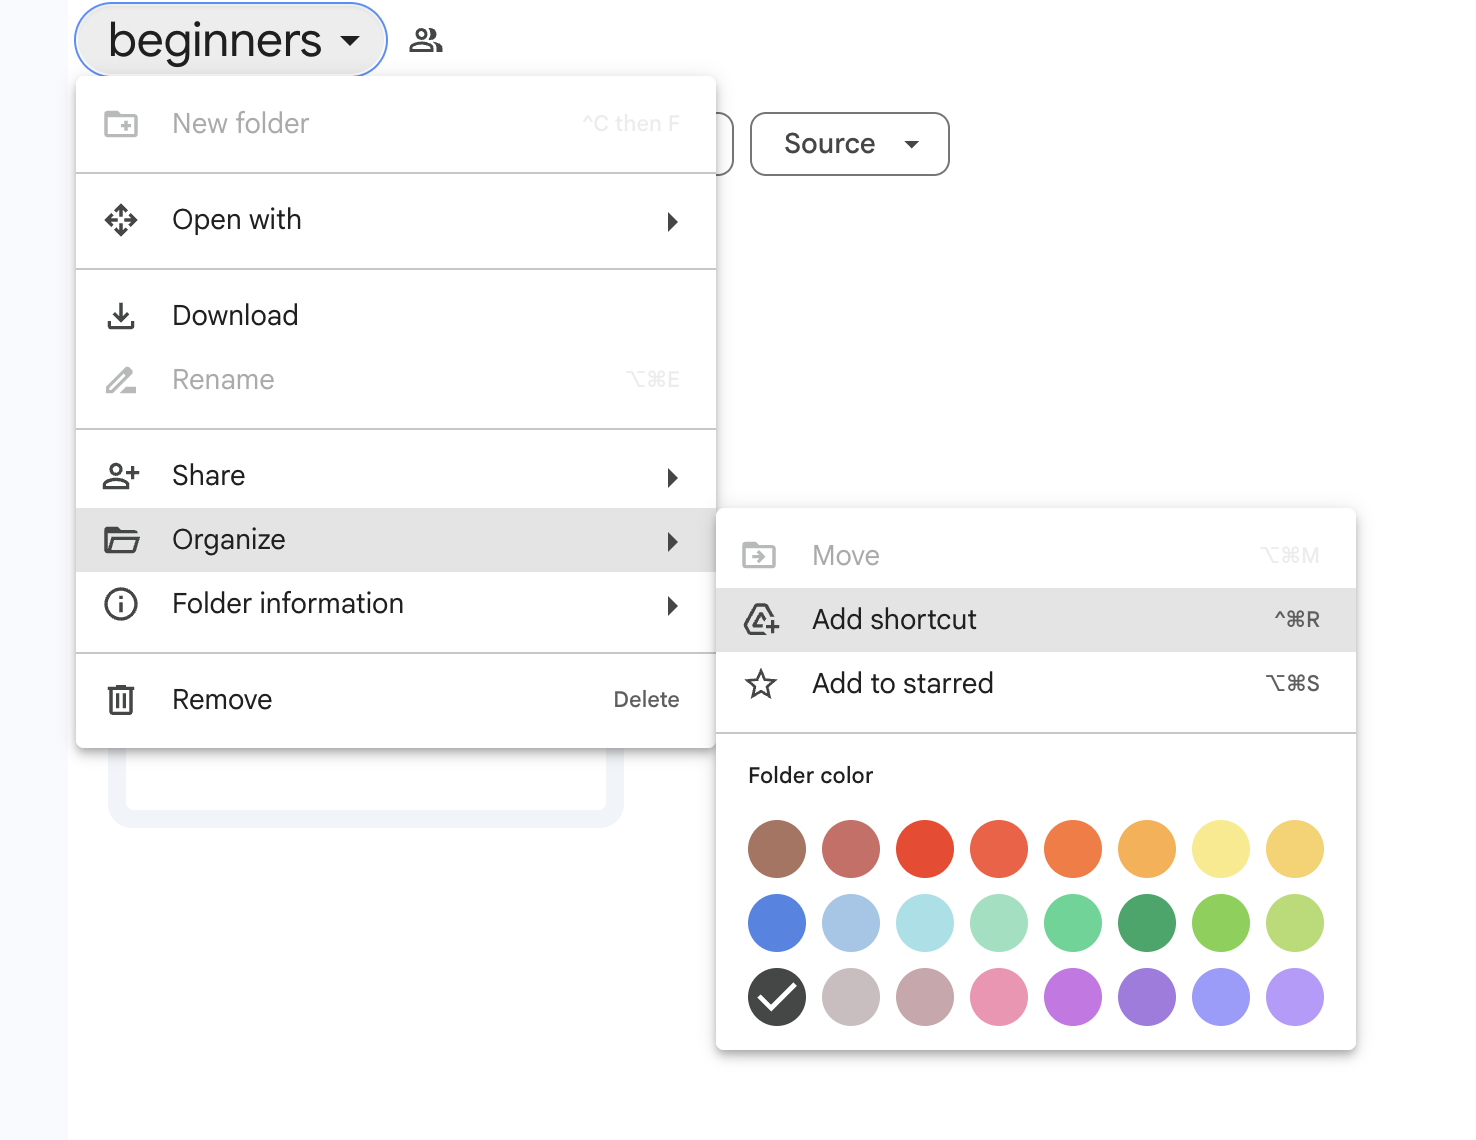 beginners
New folder ^C then F
Source
Open with
Download
Rename ⌥⌘E
Share
Organize
Move ⌥⌘M
Add shortcut ^⌘R
Folder information
Add to starred ⌥⌘S
Remove Delete
Folder color